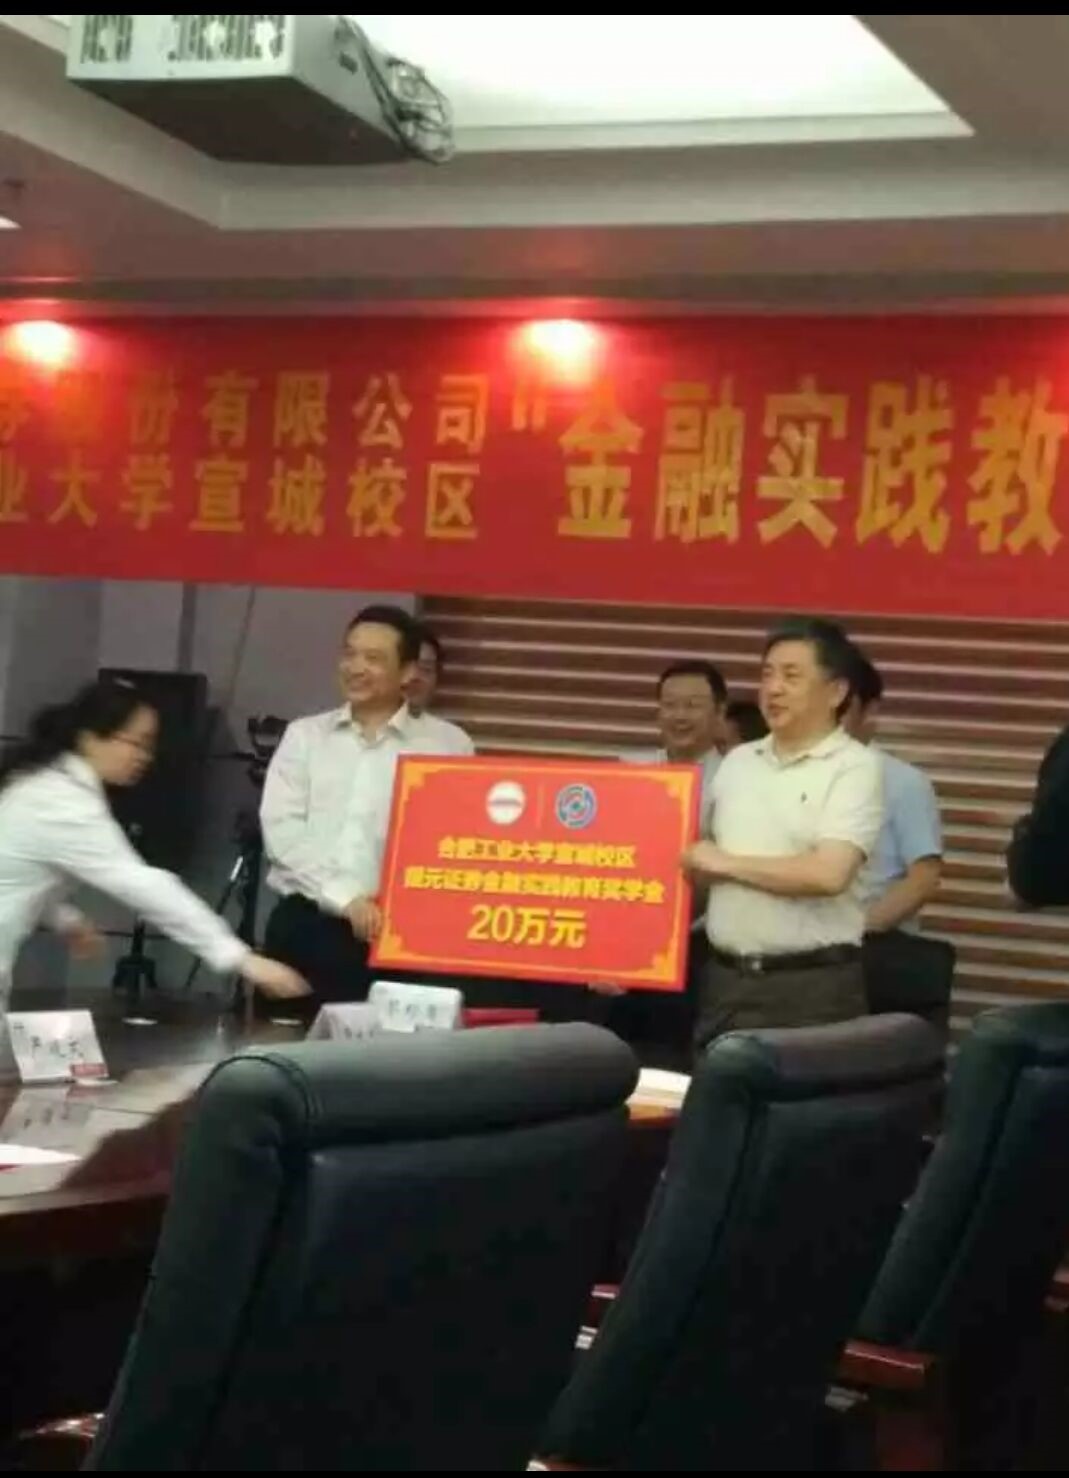 份有限公司"金融实践教
业大学宣城校区
合肥工业大学宣城校区
国元证券金融实践教育奖学金
20万元